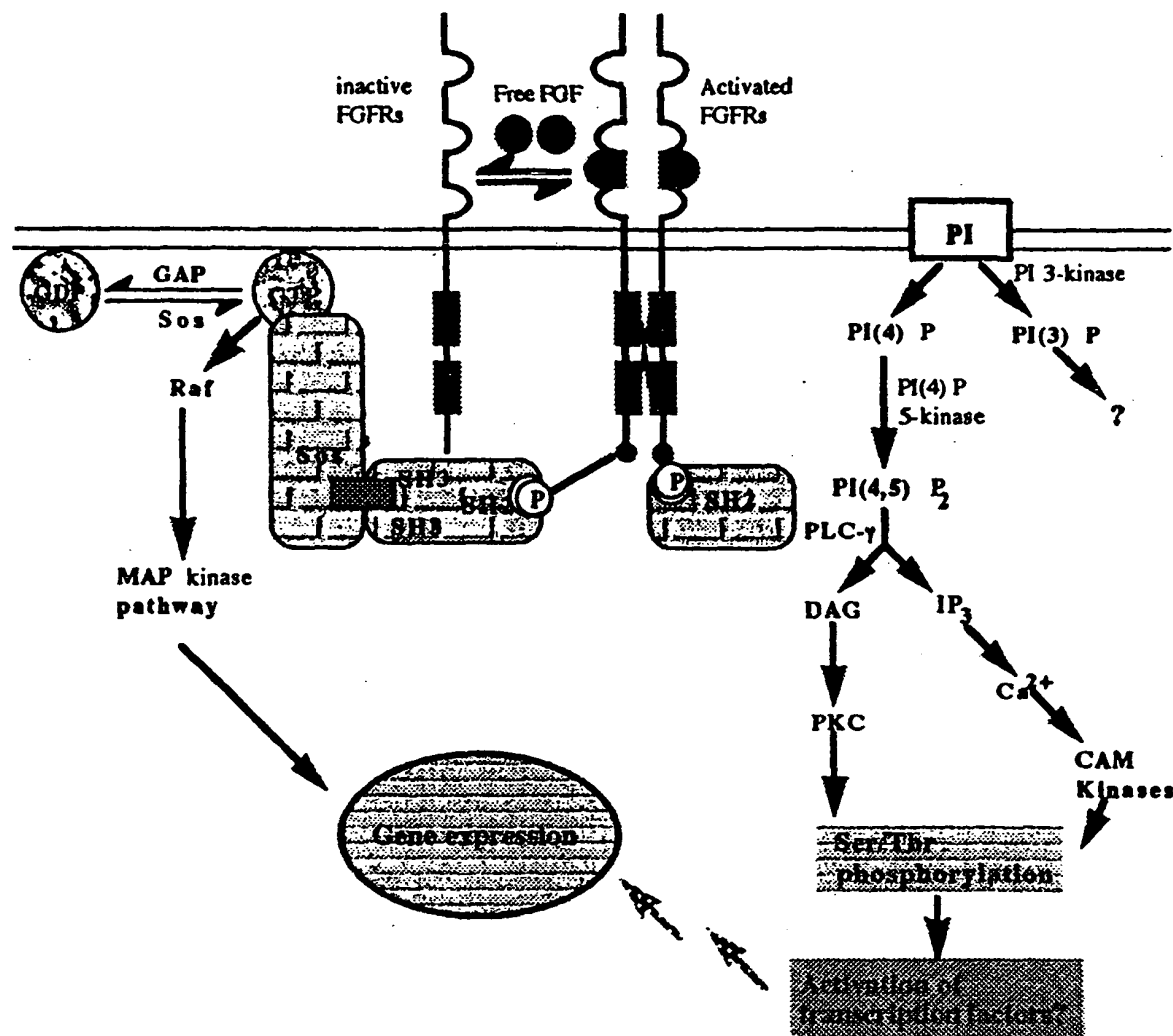 inactive
FGFRs
Free FGF
Activated
FGFRs
PI
GAP
Sos
PI 3-kinase
PI(4) P
PI(3) P
Raf
PI(4) P
5-kinase
?
Sos
SH3
SH3
P
P
SH2
PI(4,5) P2
PLC-γ
MAP kinase
pathway
DAG
IP3
Ca2+
PKC
CAM
Kinases
Gene expression
Ser/Thr
phosphorylation
Activation of
transcription factors?